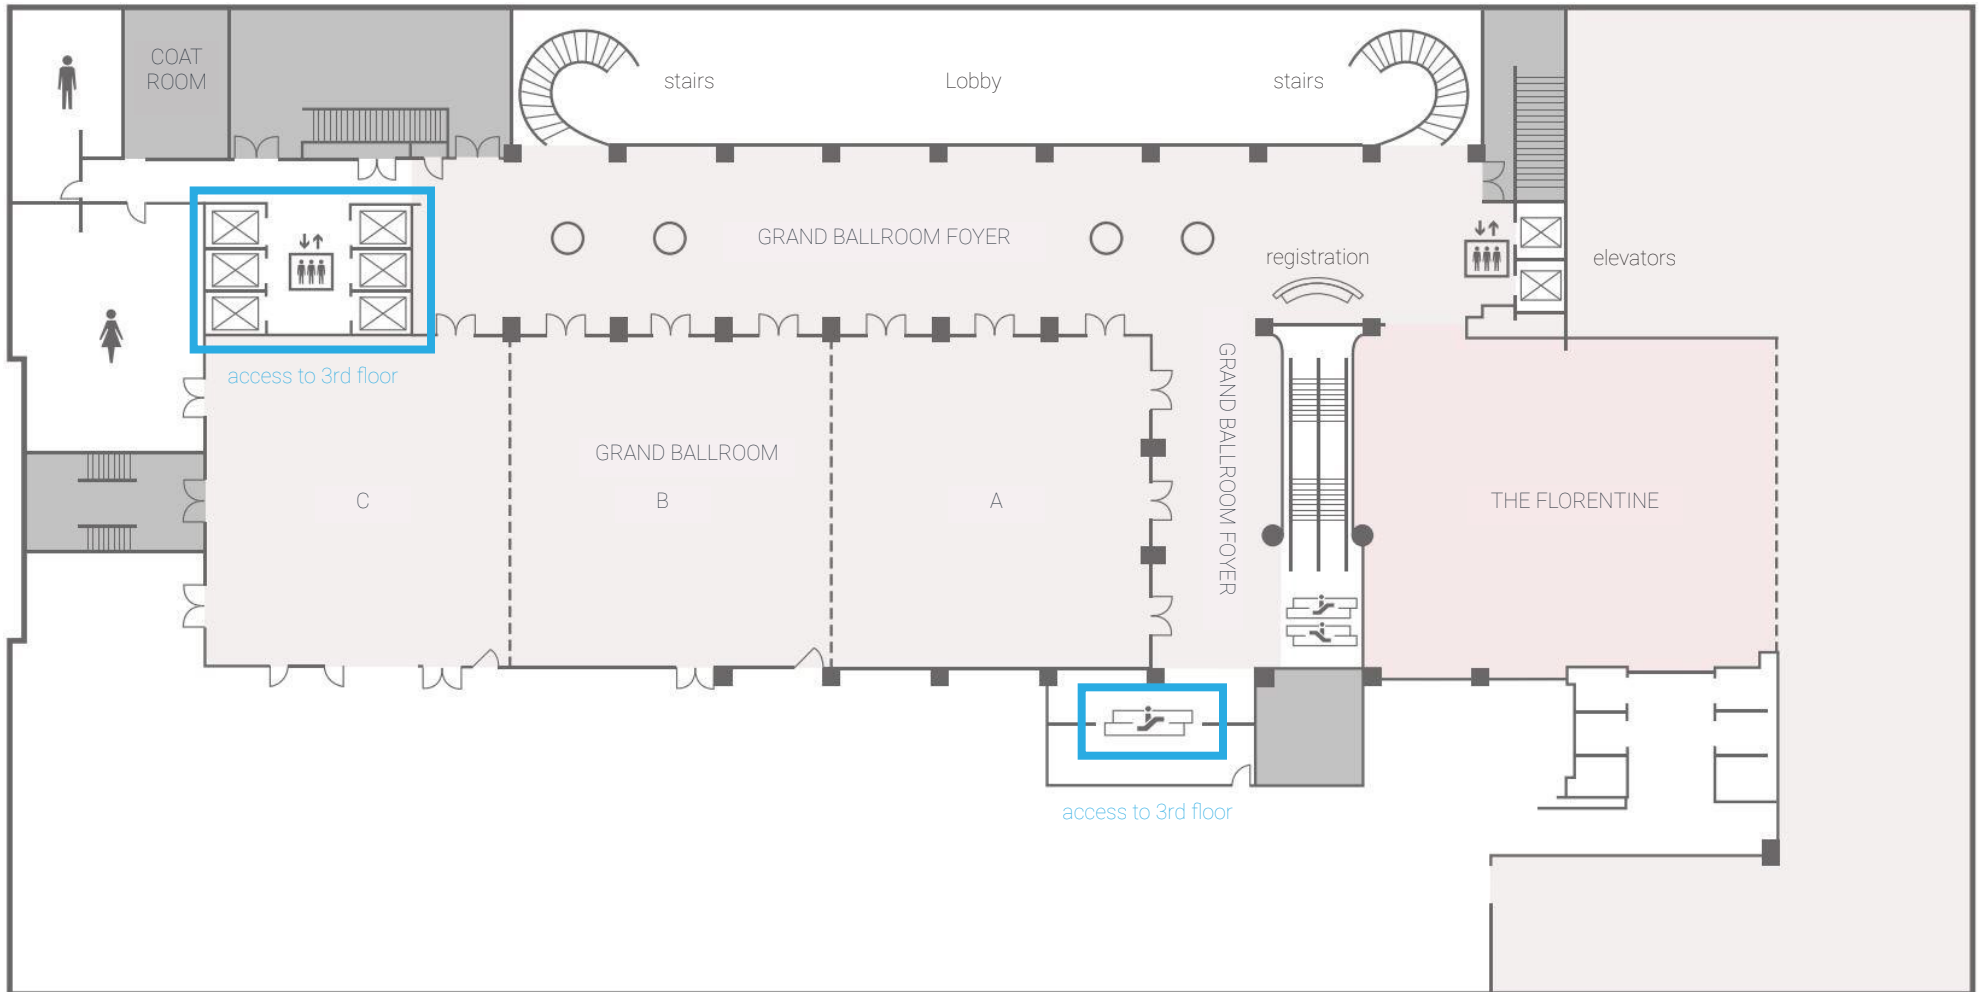 COAT
ROOM
stairs
Lobby
stairs
GRAND BALLROOM FOYER
registration
elevators
access to 3rd floor
GRAND BALLROOM FOYER
GRAND BALLROOM
C
B
A
THE FLORENTINE
access to 3rd floor